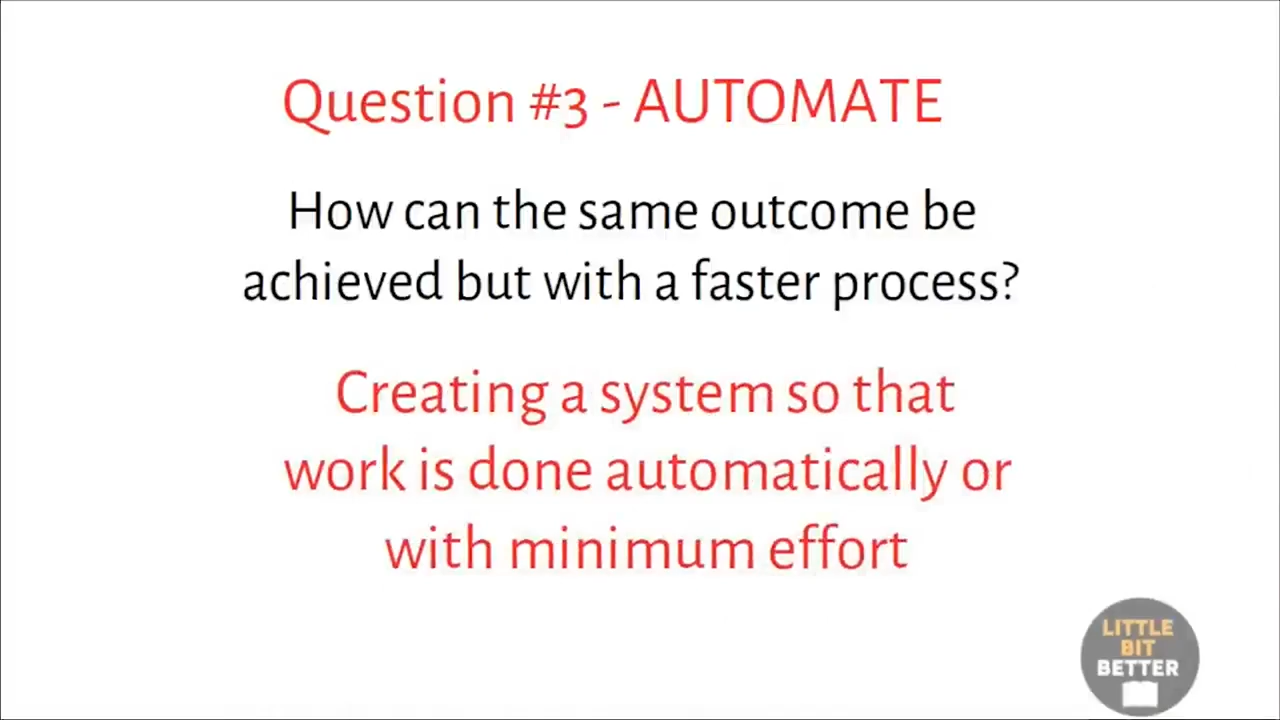 Question #3 - AUTOMATE
How can the same outcome be
achieved but with a faster process?
Creating a system so that
work is done automatically or
with minimum effort
LITTLE
BIT
BETTER